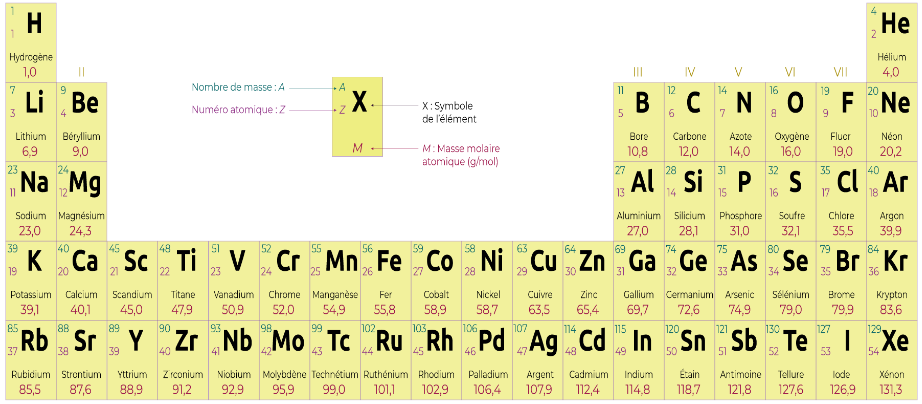 1 H 4 He
1 2
Hydrogène Hélium
1,0 II III IV V VI VII 4,0
7 Li 9 Be 11 B 12 C 14 N 16 O 19 F 20 Ne
3 4 5 6 7 8 9 10
Lithium Béryllium Bore Carbone Azote Oxygène Fluor Néon
6,9 9,0 10,8 12,0 14,0 16,0 19,0 20,2
Nombre de masse : A
Numéro atomique : Z
A X
Z
M
X : Symbole
de l'élément
M : Masse molaire
atomique (g/mol)
23 Na 24 Mg 27 Al 28 Si 31 P 32 S 35 Cl 40 Ar
11 12 13 14 15 16 17 18
Sodium Magnésium Aluminium Silicium Phosphore Soufre Chlore Argon
23,0 24,3 27,0 28,1 31,0 32,1 35,5 39,9
39 K 40 Ca 45 Sc 48 Ti 51 V 52 Cr 55 Mn 56 Fe 59 Co 58 Ni 63 Cu 64 Zn 69 Ga 74 Ge 75 As 80 Se 79 Br 84 Kr
19 20 21 22 23 24 25 26 27 28 29 30 31 32 33 34 35 36
Potassium Calcium Scandium Titane Vanadium Chrome Manganèse Fer Cobalt Nickel Cuivre Zinc Gallium Germanium Arsenic Sélénium Brome Krypton
39,1 40,1 45,0 47,9 50,9 52,0 54,9 55,8 58,9 58,7 63,5 65,4 69,7 72,6 74,9 79,0 79,9 83,6
85 Rb 88 Sr 89 Y 90 Zr 93 Nb 98 Mo 99 Tc 102 Ru 103 Rh 106 Pd 107 Ag 114 Cd 115 In 120 Sn 121 Sb 130 Te 127 I 129 Xe
37 38 39 40 41 42 43 44 45 46 47 48 49 50 51 52 53 54
Rubidium Strontium Yttrium Zirconium Niobium Molybdène Technétium Ruthénium Rhodium Palladium Argent Cadmium Indium Étain Antimoine Tellure Iode Xénon
85,5 87,6 88,9 91,2 92,9 95,9 99,0 101,1 102,9 106,4 107,9 112,4 114,8 118,7 121,8 127,6 126,9 131,3